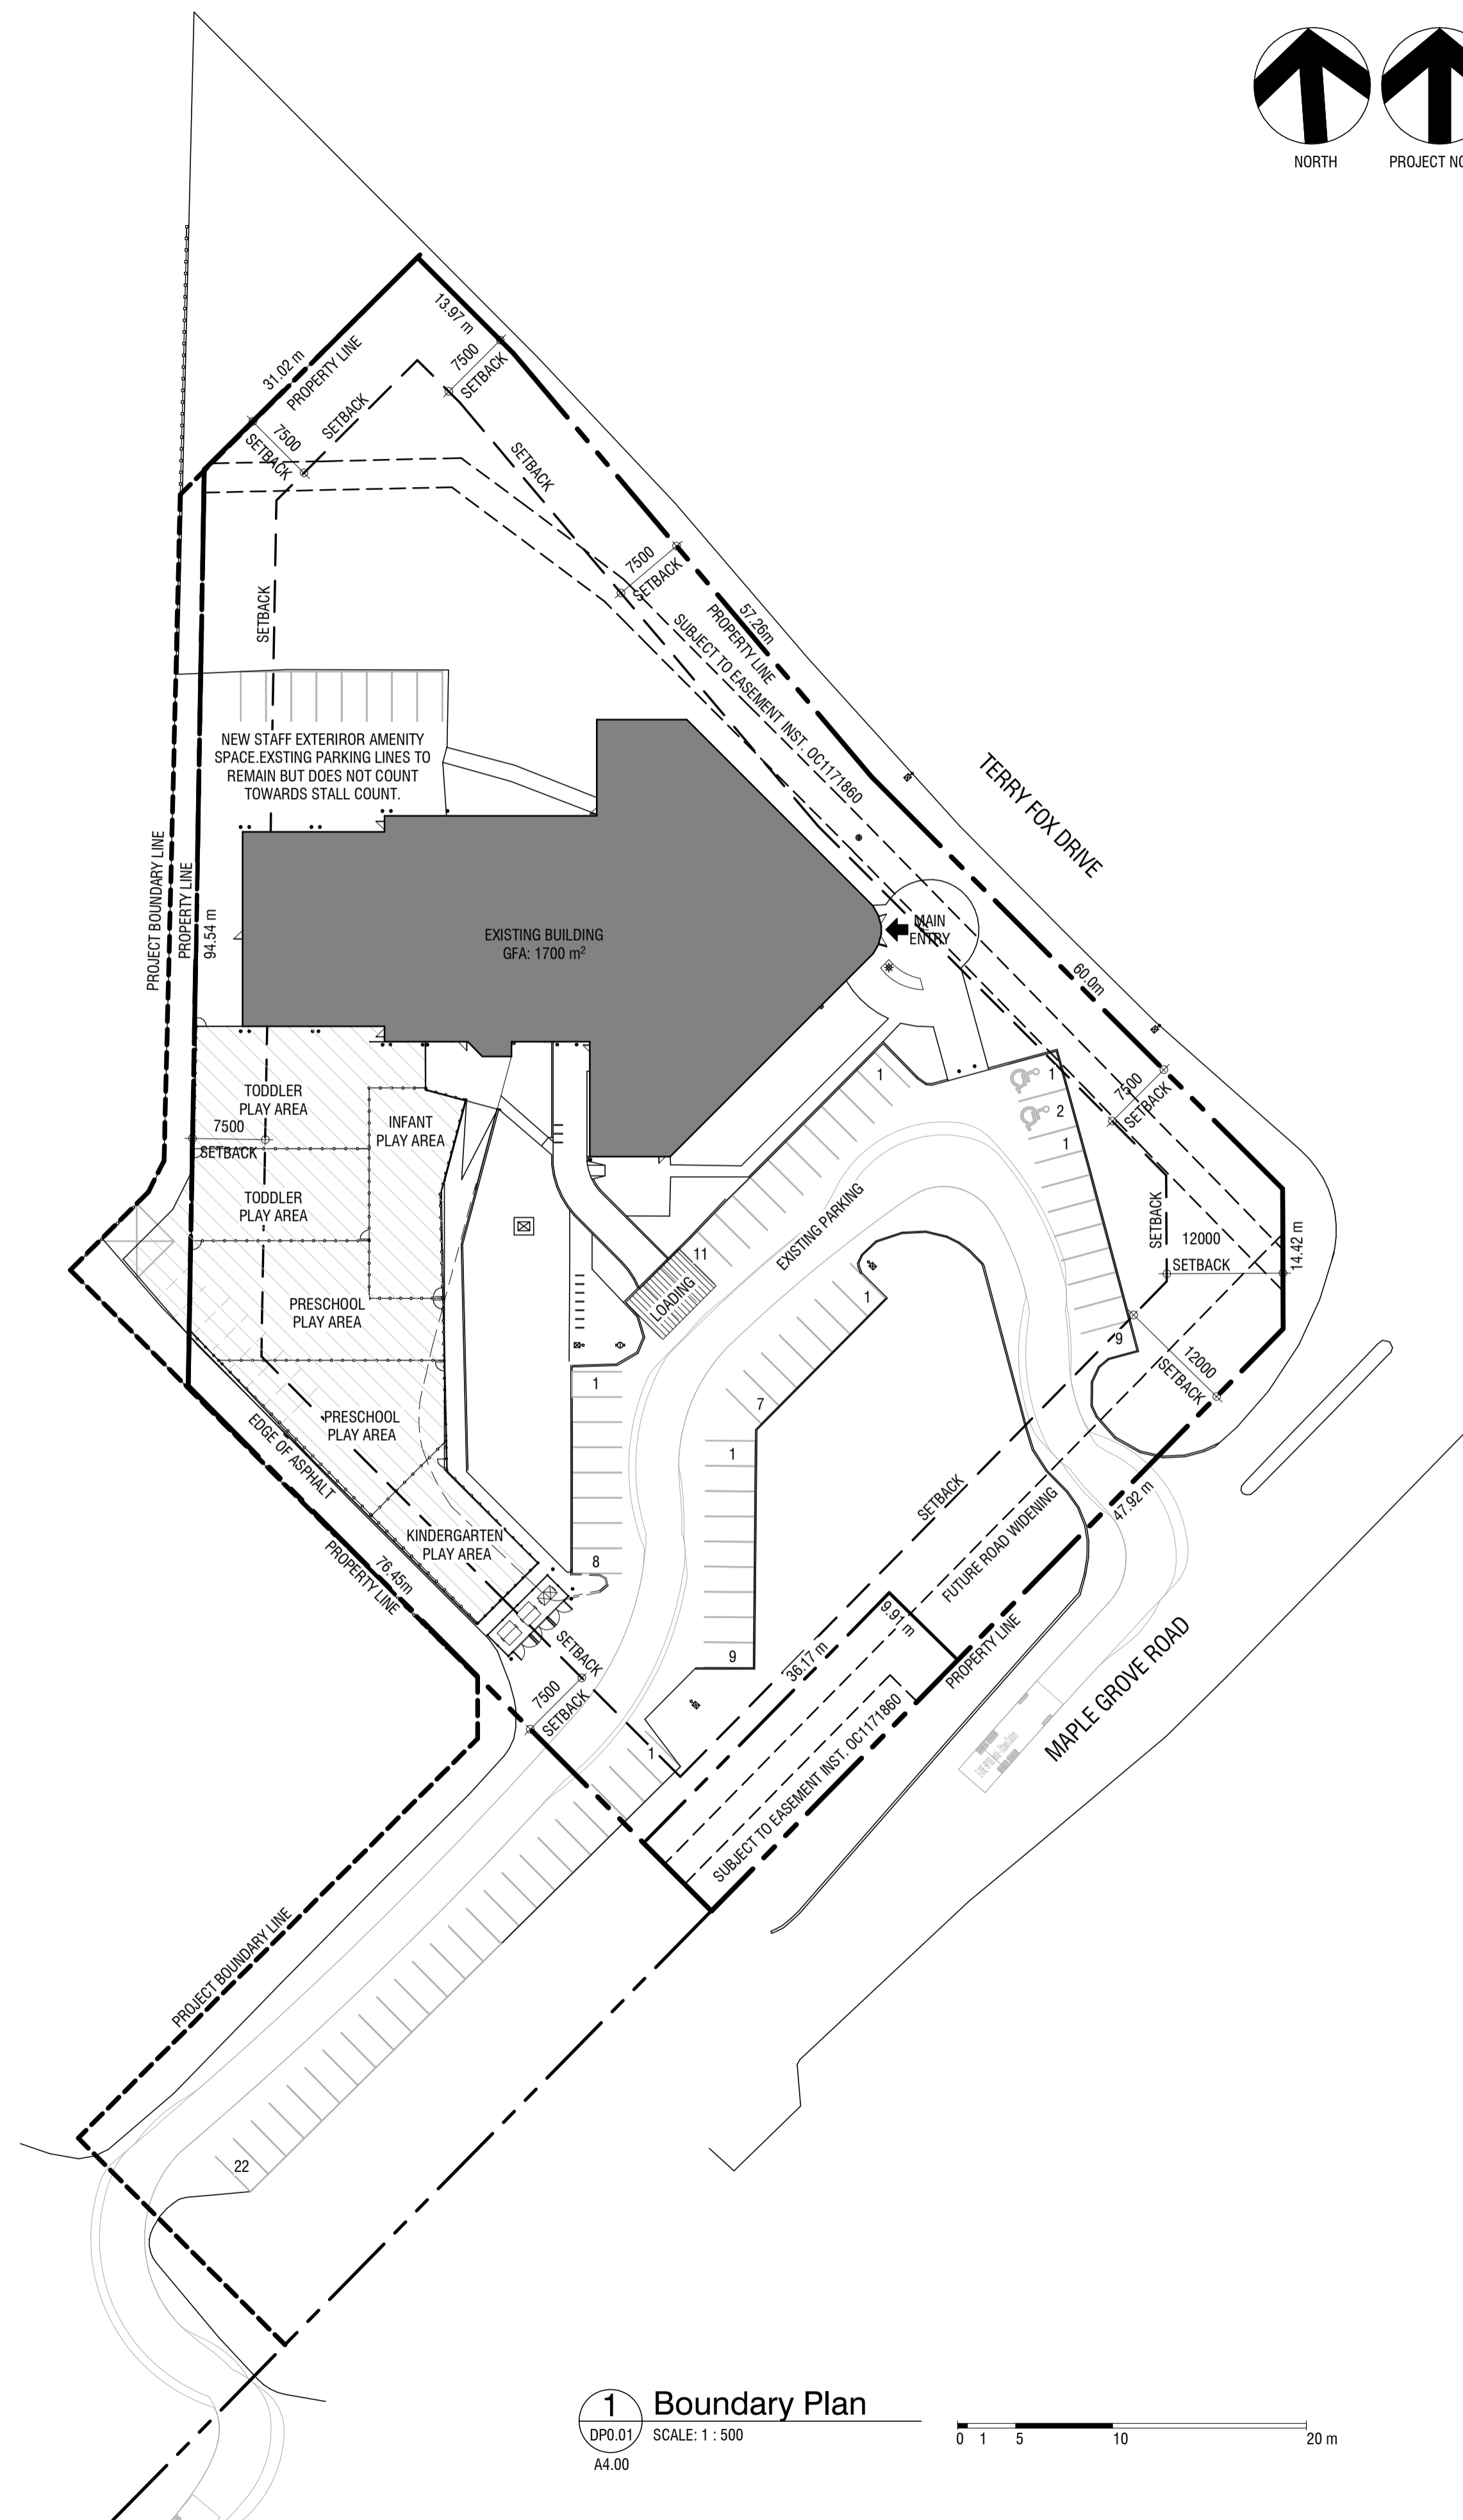 NORTH
13.97 m
31.02 m
PROPERTY LINE
7500
SETBACK
SETBACK
7500
SETBACK
SETBACK
7500
SETBACK
57.26m
PROPERTY LINE
SUBJECT TO EASEMENT INST. OC1171860
SETBACK
NEW STAFF EXTERIROR AMENITY
SPACE.EXSTING PARKING LINES TO
REMAIN BUT DOES NOT COUNT
TOWARDS STALL COUNT.
TERRY FOX DRIVE
PROJECT BOUNDARY LINE
PROPERTY LINE
94.54 m
EXISTING BUILDING
GFA: 1700 m²
MAIN
ENTRY
60.0m
TODDLER
PLAY AREA
INFANT
PLAY AREA
7500
SETBACK
TODDLER
PLAY AREA
1
1
2
1
7500
SETBACK
EXISTING PARKING
SETBACK
12000
SETBACK
14.42 m
11
LOADING
PRESCHOOL
PLAY AREA
1
9
12000
SETBACK
1
7
PRESCHOOL
PLAY AREA
EDGE OF ASPHALT
1
SETBACK
47.92 m
KINDERGARTEN
PLAY AREA
8
76.45m
PROPERTY LINE
FUTURE ROAD WIDENING
9.91 m
9
36.17 m
PROPERTY LINE
SETBACK
7500
SETBACK
1
SUBJECT TO EASEMENT INST. OC1171860
MAPLE GROVE ROAD
PROJECT BOUNDARY LINE
22
1
Boundary Plan
DP0.01
SCALE: 1 : 500
A4.00
0 1 5 10 20 m